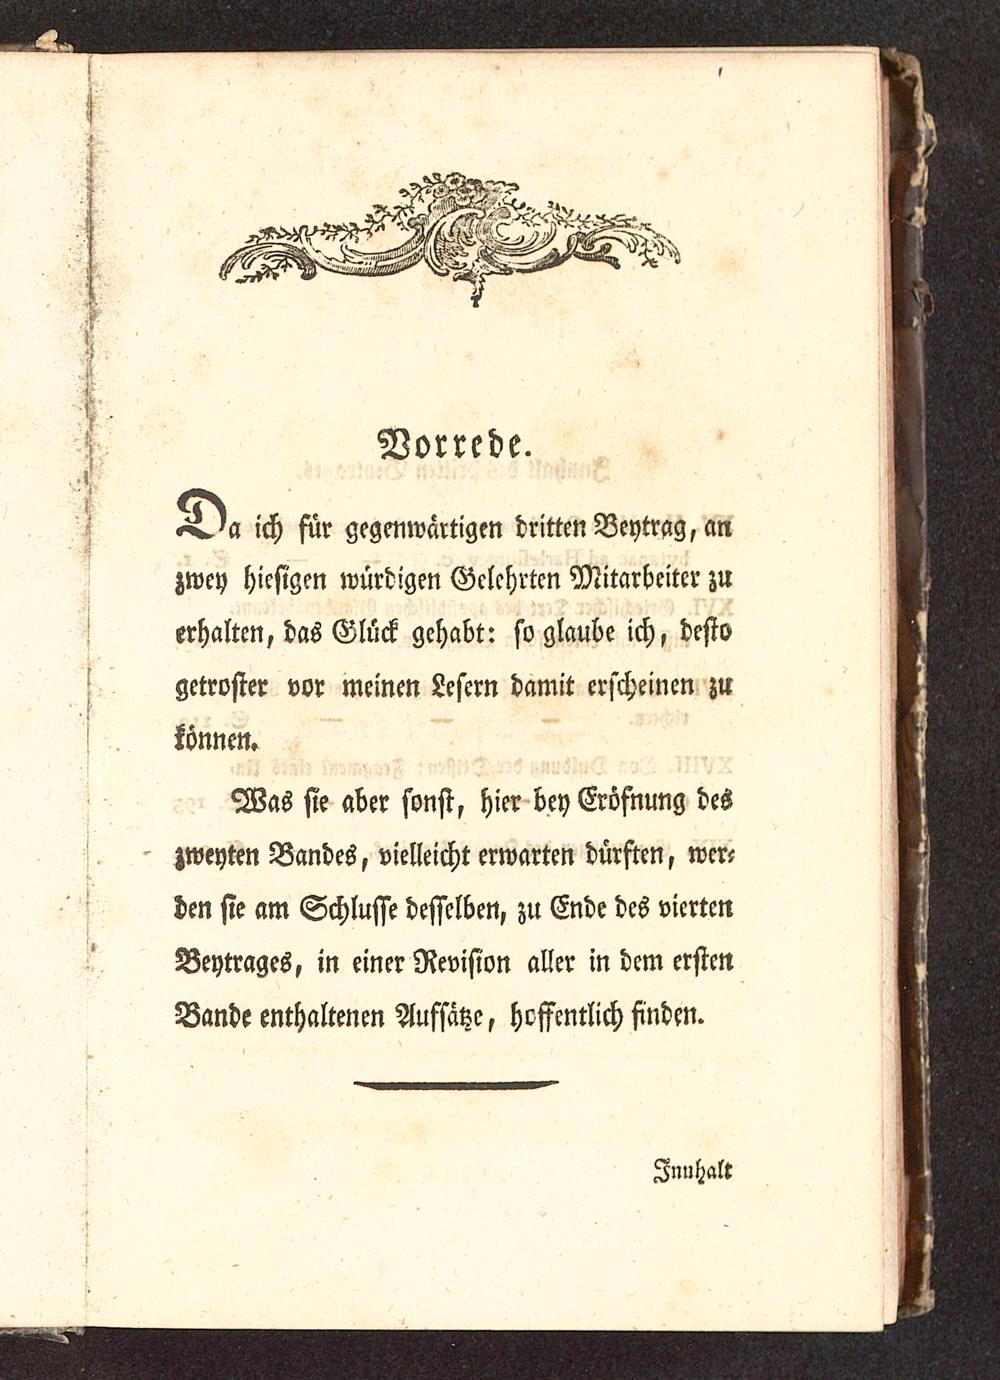 Vorrede.
Da ich für gegenwärtigen dritten Beytrag, an
zwey hiesigen würdigen Gelehrten Mitarbeiter zu
erhalten, das Glück gehabt: so glaube ich, desto
getroster vor meinen Lesern damit erscheinen zu
können.
Was sie aber sonst, hier bey Eröfnung des
zweyten Bandes, vielleicht erwarten dürften, wer⸗
den sie am Schlusse desselben, zu Ende des vierten
Beytrages, in einer Revision aller in dem ersten
Bande enthaltenen Aufsätze, hoffentlich finden.
Innhalt